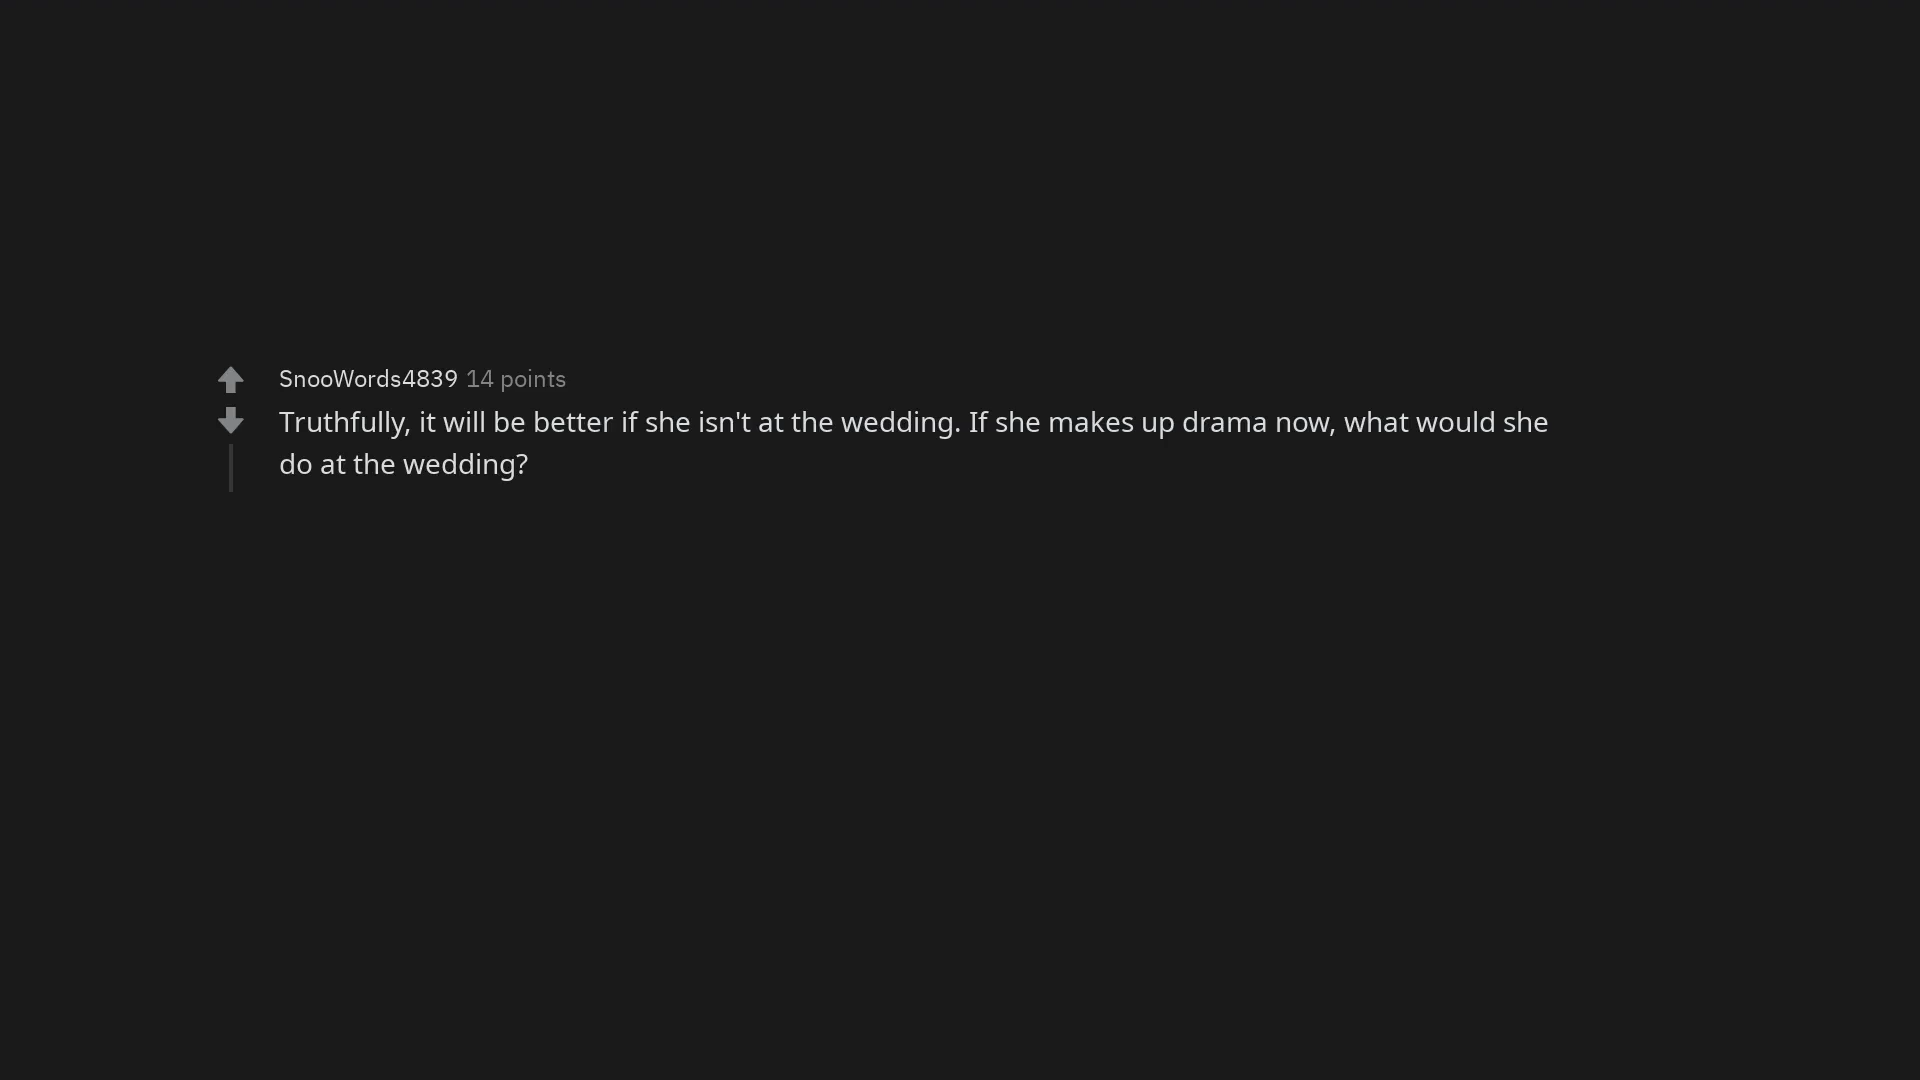 SnooWords4839 14 points
Truthfully, it will be better if she isn't at the wedding. If she makes up drama now, what would she
do at the wedding?